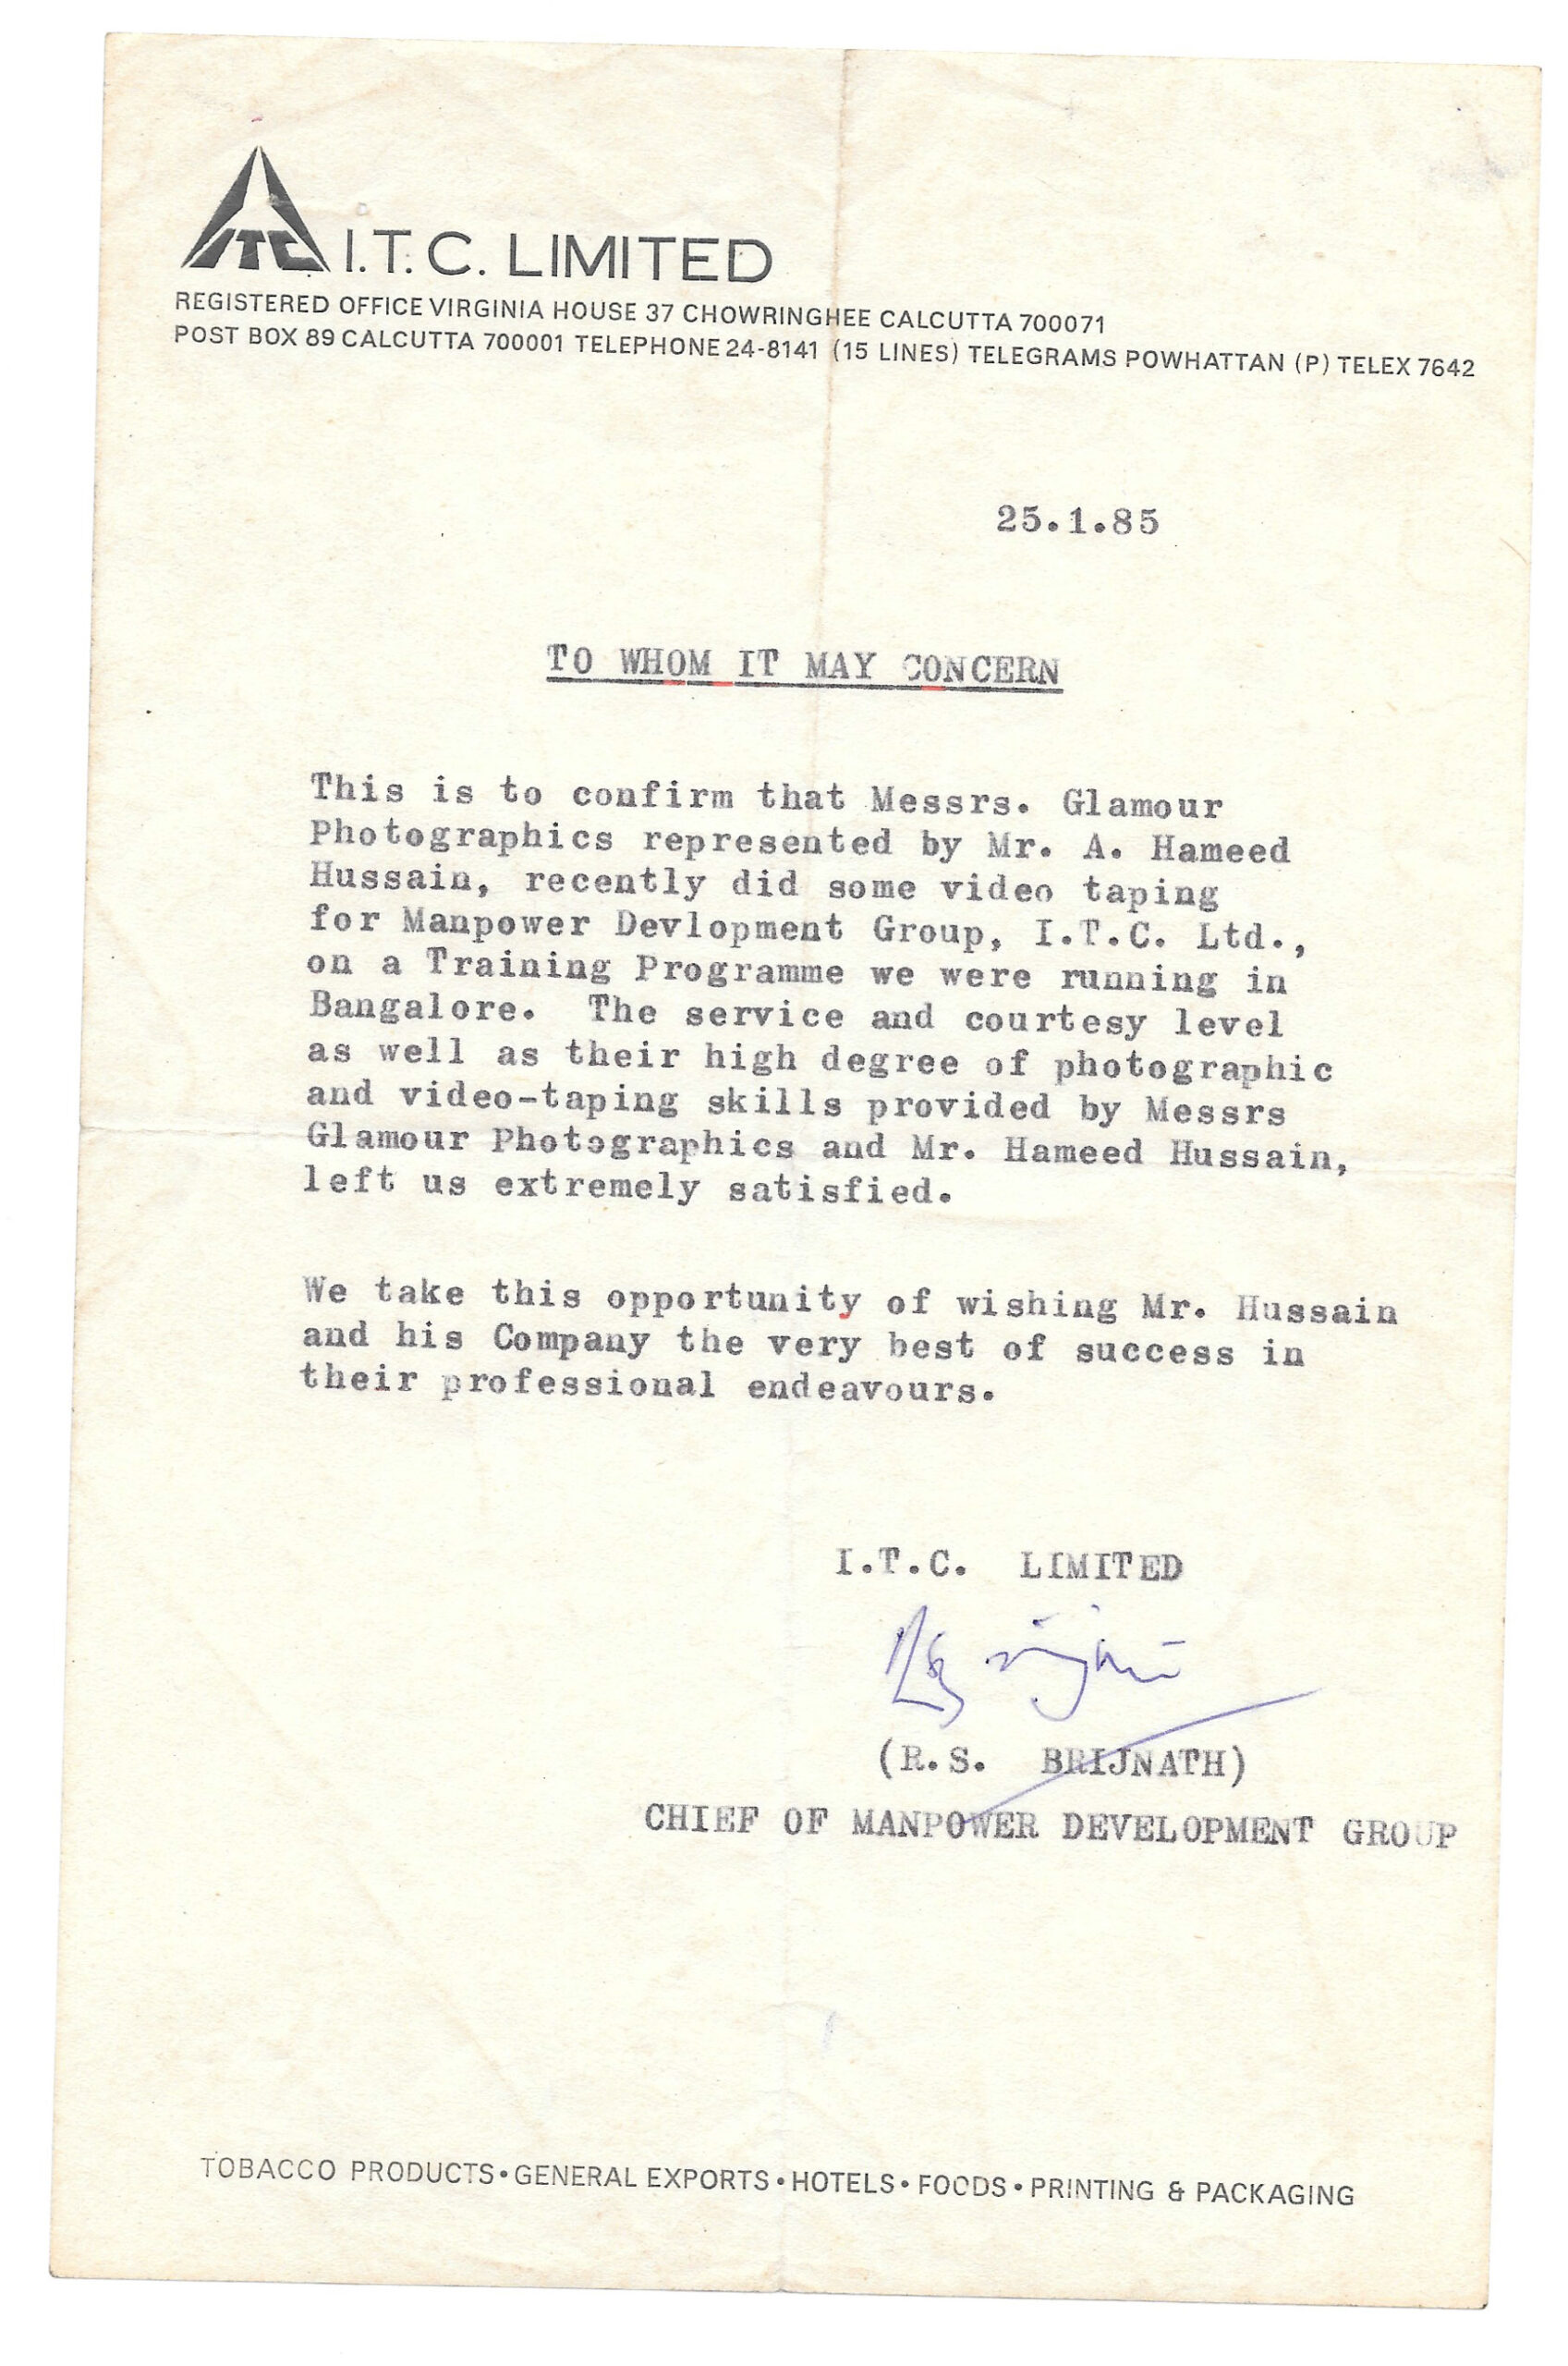 ITC I.T.C. LIMITED
REGISTERED OFFICE VIRGINIA HOUSE 37 CHOWRINGHEE CALCUTTA 700071
POST BOX 89 CALCUTTA 700001 TELEPHONE 24-8141 (15 LINES) TELEGRAMS POWHATTAN (P) TELEX 7642
25.1.85
TO WHOM IT MAY CONCERN
This is to confirm that Messrs. Glamour
Photographics represented by Mr. A. Hameed
Hussain, recently did some video taping
for Manpower Devlopment Group, I.T.C. Ltd.,
on a Training Programme we were running in
Bangalore. The service and courtesy level
as well as their high degree of photographic
and video-taping skills provided by Messrs
Glamour Photographics and Mr. Hameed Hussain,
left us extremely satisfied.
We take this opportunity of wishing Mr. Hussain
and his Company the very best of success in
their professional endeavours.
I.T.C. LIMITED
(R.S. BRIJNATH)
CHIEF OF MANPOWER DEVELOPMENT GROUP
TOBACCO PRODUCTS • GENERAL EXPORTS • HOTELS • FOODS • PRINTING & PACKAGING